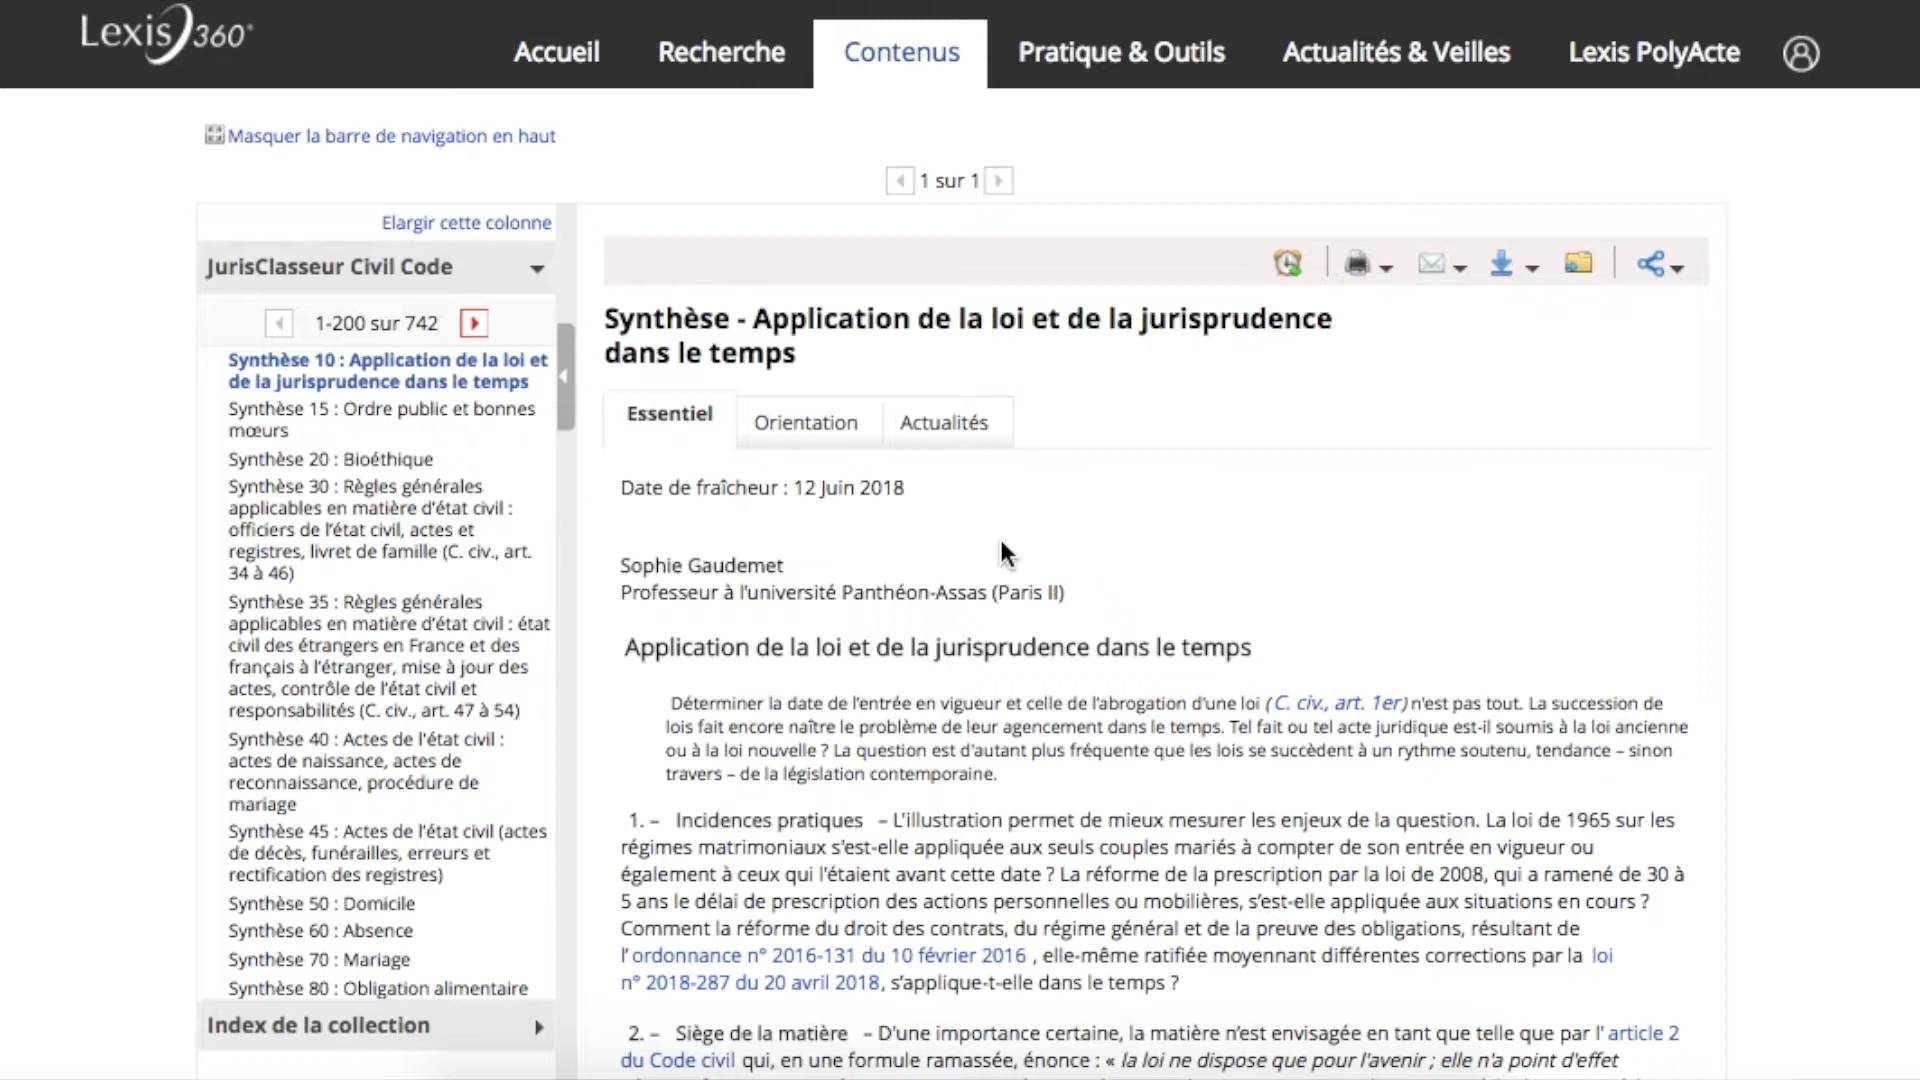 Lexis 360®
Accueil
Recherche
Contenus
Pratique & Outils
Actualités & Veilles
Lexis PolyActe
Masquer la barre de navigation en haut
1 sur 1
Elargir cette colonne
JurisClasseur Civil Code
1-200 sur 742
Synthèse 10 : Application de la loi et
de la jurisprudence dans le temps
Synthèse 15 : Ordre public et bonnes
mœurs
Synthèse 20 : Bioéthique
Synthèse 30 : Règles générales
applicables en matière d'état civil :
officiers de l'état civil, actes et
registres, livret de famille (C. civ., art.
34 à 46)
Synthèse 35 : Règles générales
applicables en matière d'état civil : état
civil des étrangers en France et des
français à l'étranger, mise à jour des
actes, contrôle de l'état civil et
responsabilités (C. civ., art. 47 à 54)
Synthèse 40 : Actes de l'état civil :
actes de naissance, actes de
reconnaissance, procédure de
mariage
Synthèse 45 : Actes de l'état civil (actes
de décès, funérailles, erreurs et
rectification des registres)
Synthèse 50 : Domicile
Synthèse 60 : Absence
Synthèse 70 : Mariage
Synthèse 80 : Obligation alimentaire
Index de la collection
Synthèse - Application de la loi et de la jurisprudence
dans le temps
Essentiel
Orientation
Actualités
Date de fraîcheur : 12 Juin 2018
Sophie Gaudemet
Professeur à l'université Panthéon-Assas (Paris II)
Application de la loi et de la jurisprudence dans le temps
Déterminer la date de l'entrée en vigueur et celle de l'abrogation d'une loi (C. civ., art. 1er) n'est pas tout. La succession de
lois fait encore naître le problème de leur agencement dans le temps. Tel fait ou tel acte juridique est-il soumis à la loi ancienne
ou à la loi nouvelle ? La question est d'autant plus fréquente que les lois se succèdent à un rythme soutenu, tendance – sinon
travers – de la législation contemporaine.
1. – Incidences pratiques – L'illustration permet de mieux mesurer les enjeux de la question. La loi de 1965 sur les
régimes matrimoniaux s'est-elle appliquée aux seuls couples mariés à compter de son entrée en vigueur ou
également à ceux qui l'étaient avant cette date ? La réforme de la prescription par la loi de 2008, qui a ramené de 30 à
5 ans le délai de prescription des actions personnelles ou mobilières, s'est-elle appliquée aux situations en cours ?
Comment la réforme du droit des contrats, du régime général et de la preuve des obligations, résultant de
l'ordonnance n° 2016-131 du 10 février 2016 , elle-même ratifiée moyennant différentes corrections par la loi
n° 2018-287 du 20 avril 2018, s'applique-t-elle dans le temps ?
2. – Siège de la matière – D'une importance certaine, la matière n'est envisagée en tant que telle que par l' article 2
du Code civil qui, en une formule ramassée, énonce : « la loi ne dispose que pour l'avenir ; elle n'a point d'effet